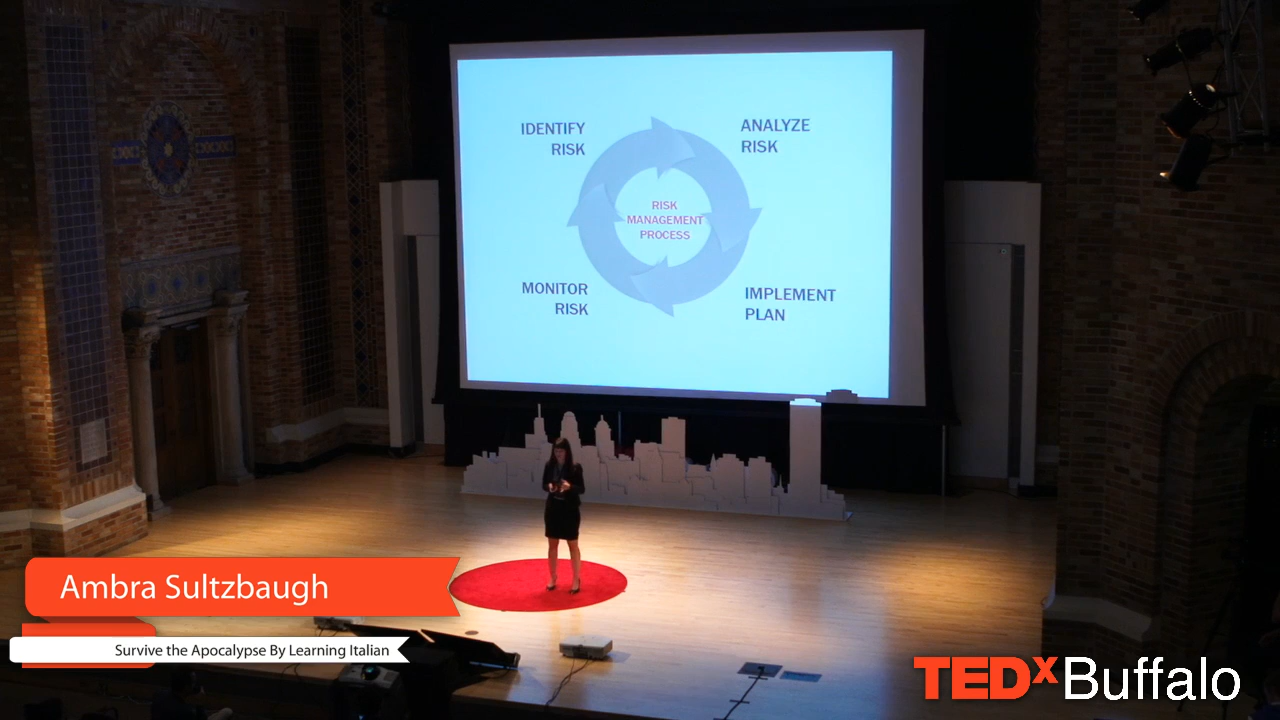 IDENTIFY
RISK
ANALYZE
RISK
RISK
MANAGEMENT
PROCESS
MONITOR
RISK
IMPLEMENT
PLAN
Ambra Sultzbaugh
Survive the Apocalypse By Learning Italian
TEDxBuffalo